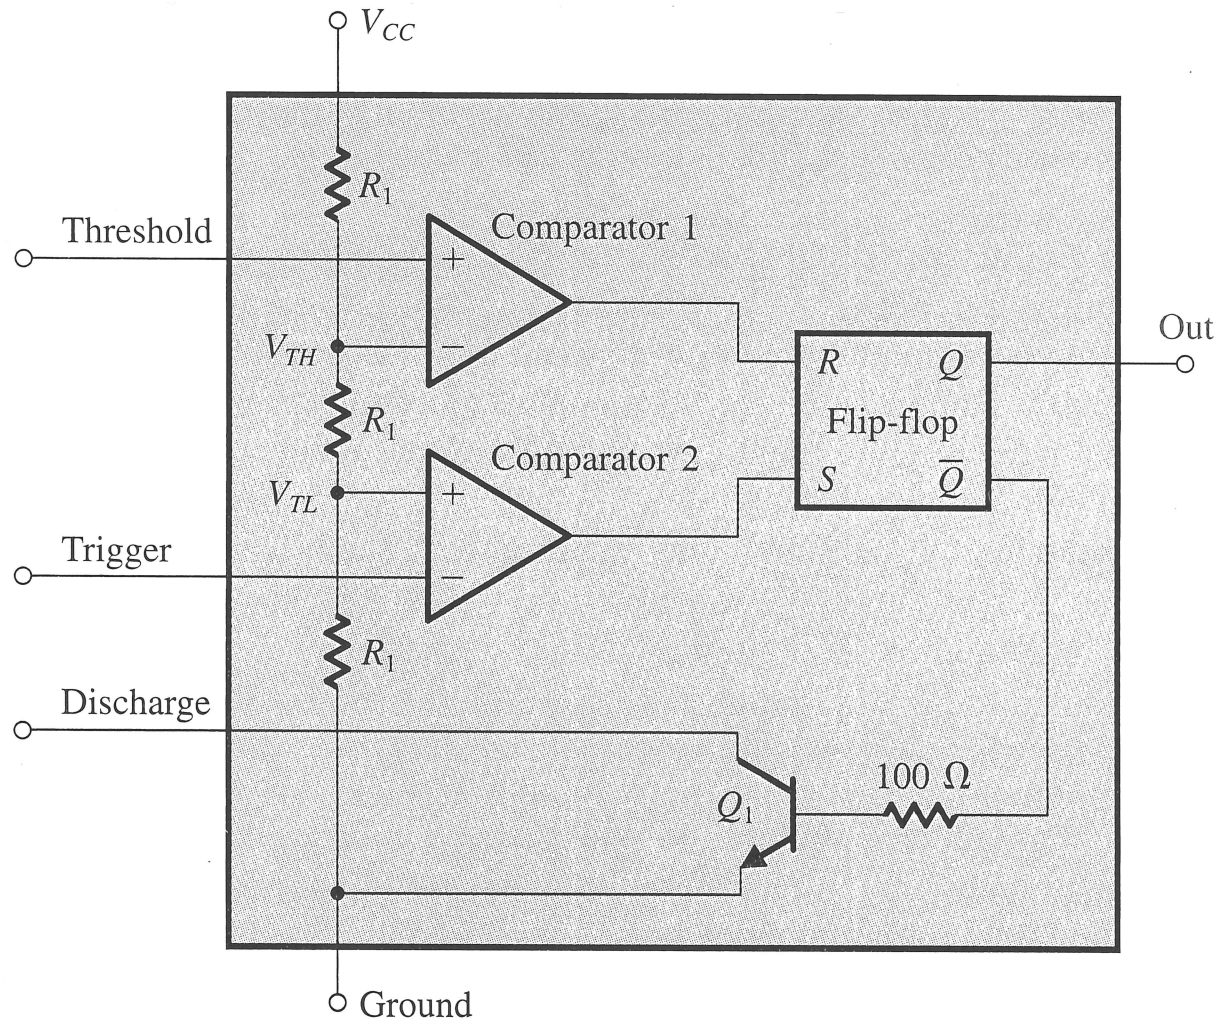 V_CC
R_1
Threshold
Comparator 1
+
−
V_TH
Out
R Q
Flip-flop
S Q̅
R_1
Comparator 2
V_TL
+
−
Trigger
R_1
Discharge
100 Ω
Q_1
Ground